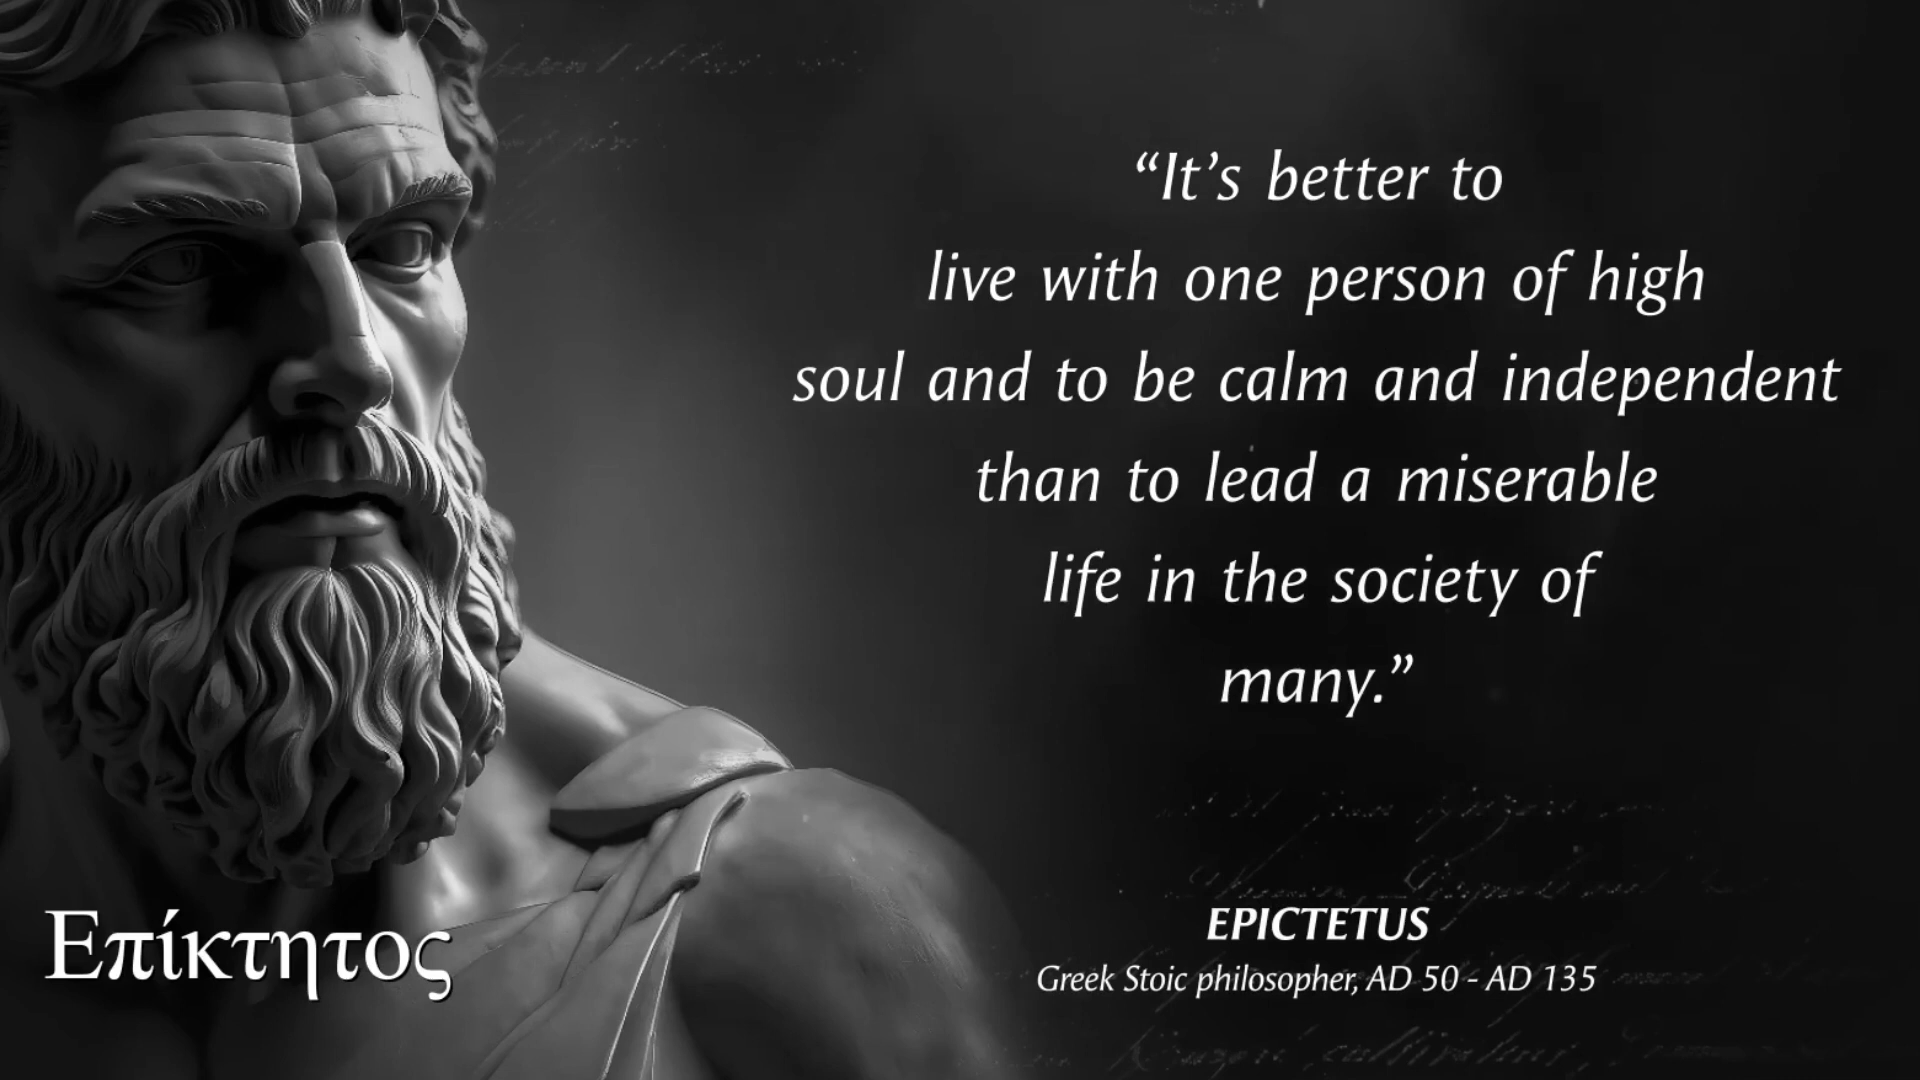 “It’s better to
live with one person of high
soul and to be calm and independent
than to lead a miserable
life in the society of
many.”
EPICTETUS
Greek Stoic philosopher, AD 50 - AD 135
Επίκτητος